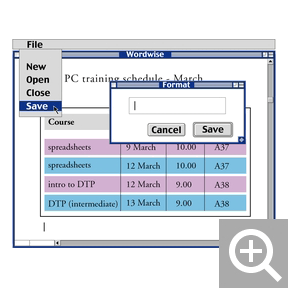 File
Wordwise
New
Open
Close
Save
PC training schedule - March
Format
Cancel Save
Course
spreadsheets 9 March 10.00 A37
spreadsheets 12 March 10.00 A37
intro to DTP 12 March 9.00 A38
DTP (intermediate) 13 March 9.00 A38